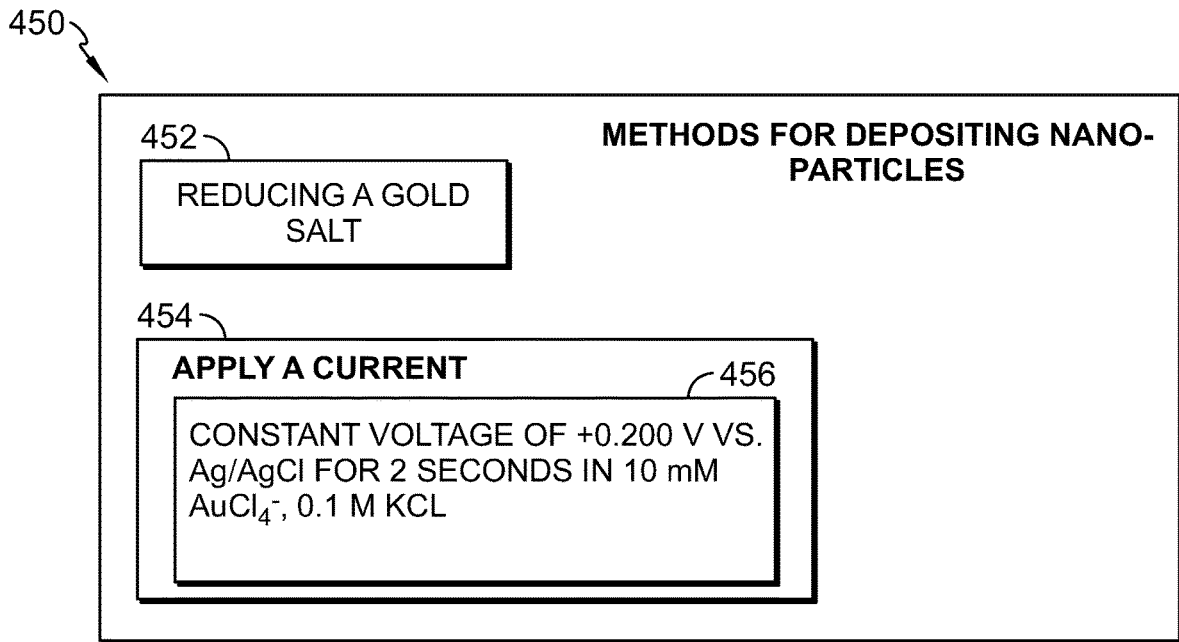 450
452
METHODS FOR DEPOSITING NANO-
PARTICLES
REDUCING A GOLD
SALT
454
APPLY A CURRENT
456
CONSTANT VOLTAGE OF +0.200 V VS.
Ag/AgCl FOR 2 SECONDS IN 10 mM
AuCl₄⁻, 0.1 M KCL